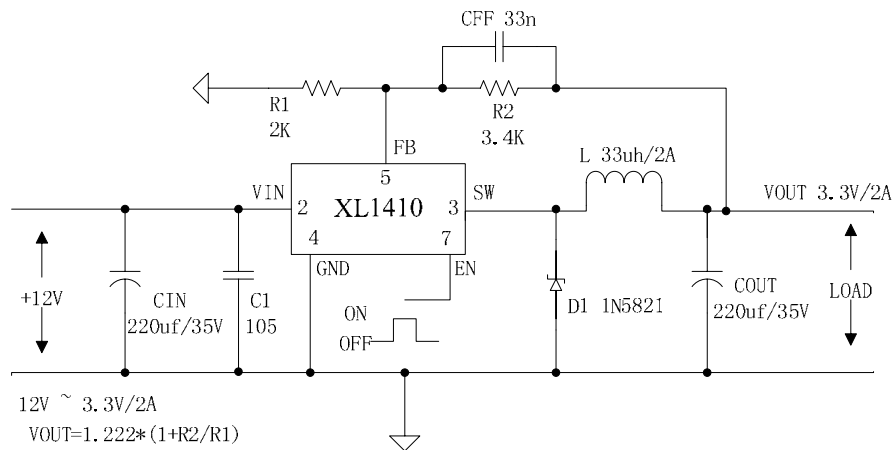 CFF 33n
R1
2K
R2
3.4K
FB
5
L 33uh/2A
VIN
SW
VOUT 3.3V/2A
2
XL1410
3
4
7
GND
EN
+12V
CIN
220uf/35V
C1
105
ON
OFF
D1 1N5821
COUT
220uf/35V
LOAD
12V ~ 3.3V/2A
VOUT=1.222*(1+R2/R1)